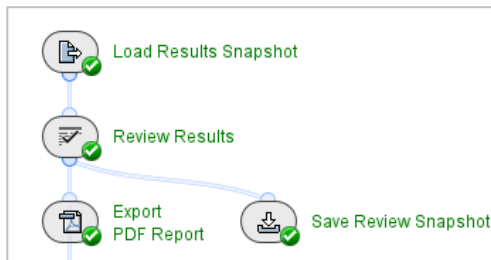 Load Results Snapshot
Review Results
Export
PDF Report
Save Review Snapshot